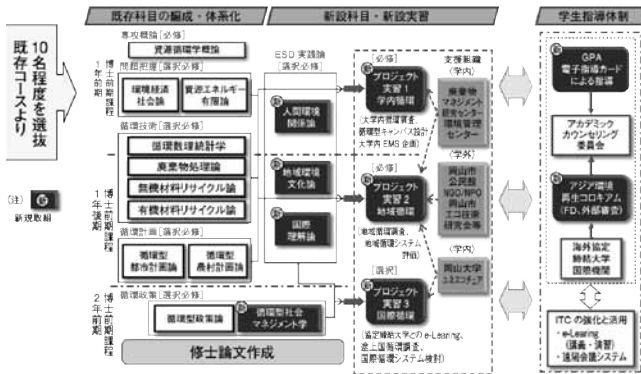 既存科目の編成・体系化
新設科目・新設実習
学生指導体制
10名程度を選抜
既存コースより
(注)
新
新規取組
博士前期課程
1年前期
博士前期課程
1年後期
博士前期課程
2年前期
専攻概論[必修]
資源循環学概論
問題把握[選択必修]
環境経済
社会論
資源エネルギー
有限論
循環技術[選択必修]
循環数理統計学
廃棄物処理論
無機材料リサイクル論
有機材料リサイクル論
循環計画[選択必修]
循環型
都市計画論
循環型
農村計画論
循環政策[選択必修]
循環型政策論
新
循環型社会
マネジメント学
修士論文作成
ESD 実践論
[選択必修]
新
人間環境
関係論
新
地域環境
文化論
新
国際
理解論
[必修]
新
プロジェクト
実習1
学内循環
(大学内循環調査、
循環型キャンパス設計
大学内EMS 企画)
[必修]
新
プロジェクト
実習2
地域循環
(地域循環調査、
地域循環システム
評価)
[選択]
新
プロジェクト
実習3
国際循環
(協定締結大学とのe-Learing、
途上国循環調査、
国際循環システム検討)
支援組織
(学内)
廃棄物
マネジメント
研究センター
環境管理
センター
(学外)
岡山市
公民館
NGO/NPO
岡山市
エコ技術
研究会等
(学内)
岡山大学
ユネスコチェア
新
GPA
電子指導カード
による指導
アカデミック
カウンセリング
委員会
新
アジア環境
再生コロキアム
(FD、外部審査)
海外協定
締結大学
国際機関
ITC の強化と活用
・e-Learing
(講義・演習)
・遠隔会議システム